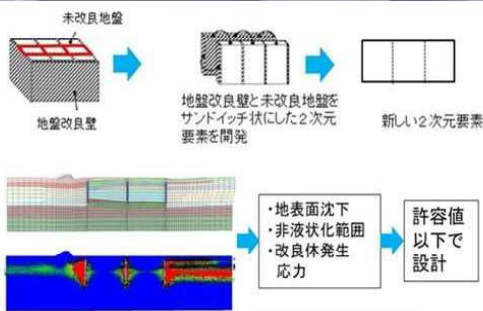 未改良地盤
地盤改良壁
地盤改良壁と未改良地盤を
サンドイッチ状にした2次元
要素を開発
新しい2次元要素
・地表面沈下
・非液状化範囲
・改良体発生
応力
許容値
以下で
設計